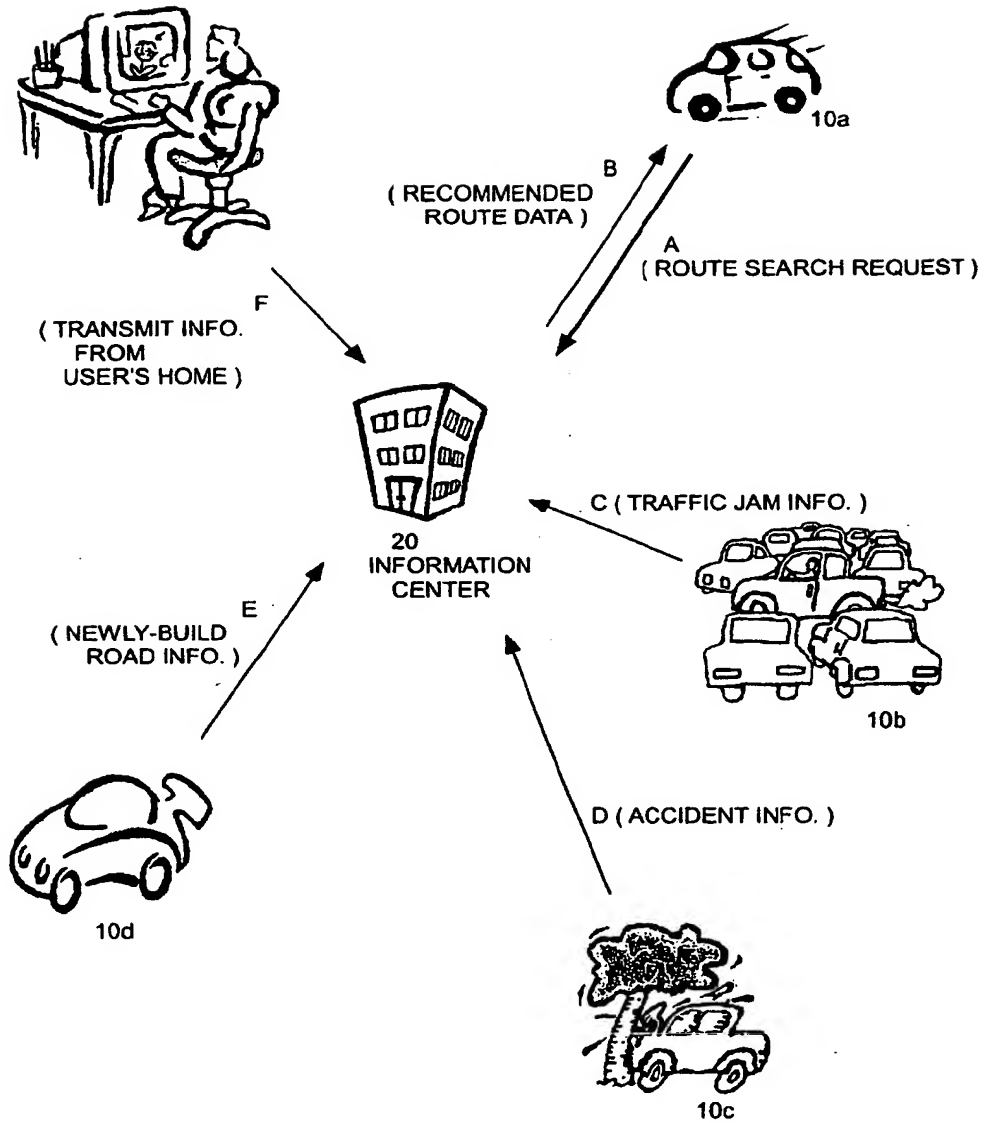 10a
B
( RECOMMENDED
ROUTE DATA )
A
( ROUTE SEARCH REQUEST )
F
( TRANSMIT INFO.
FROM
USER'S HOME )
C ( TRAFFIC JAM INFO. )
20
INFORMATION
CENTER
E
( NEWLY-BUILD
ROAD INFO. )
10b
D ( ACCIDENT INFO. )
10d
10c